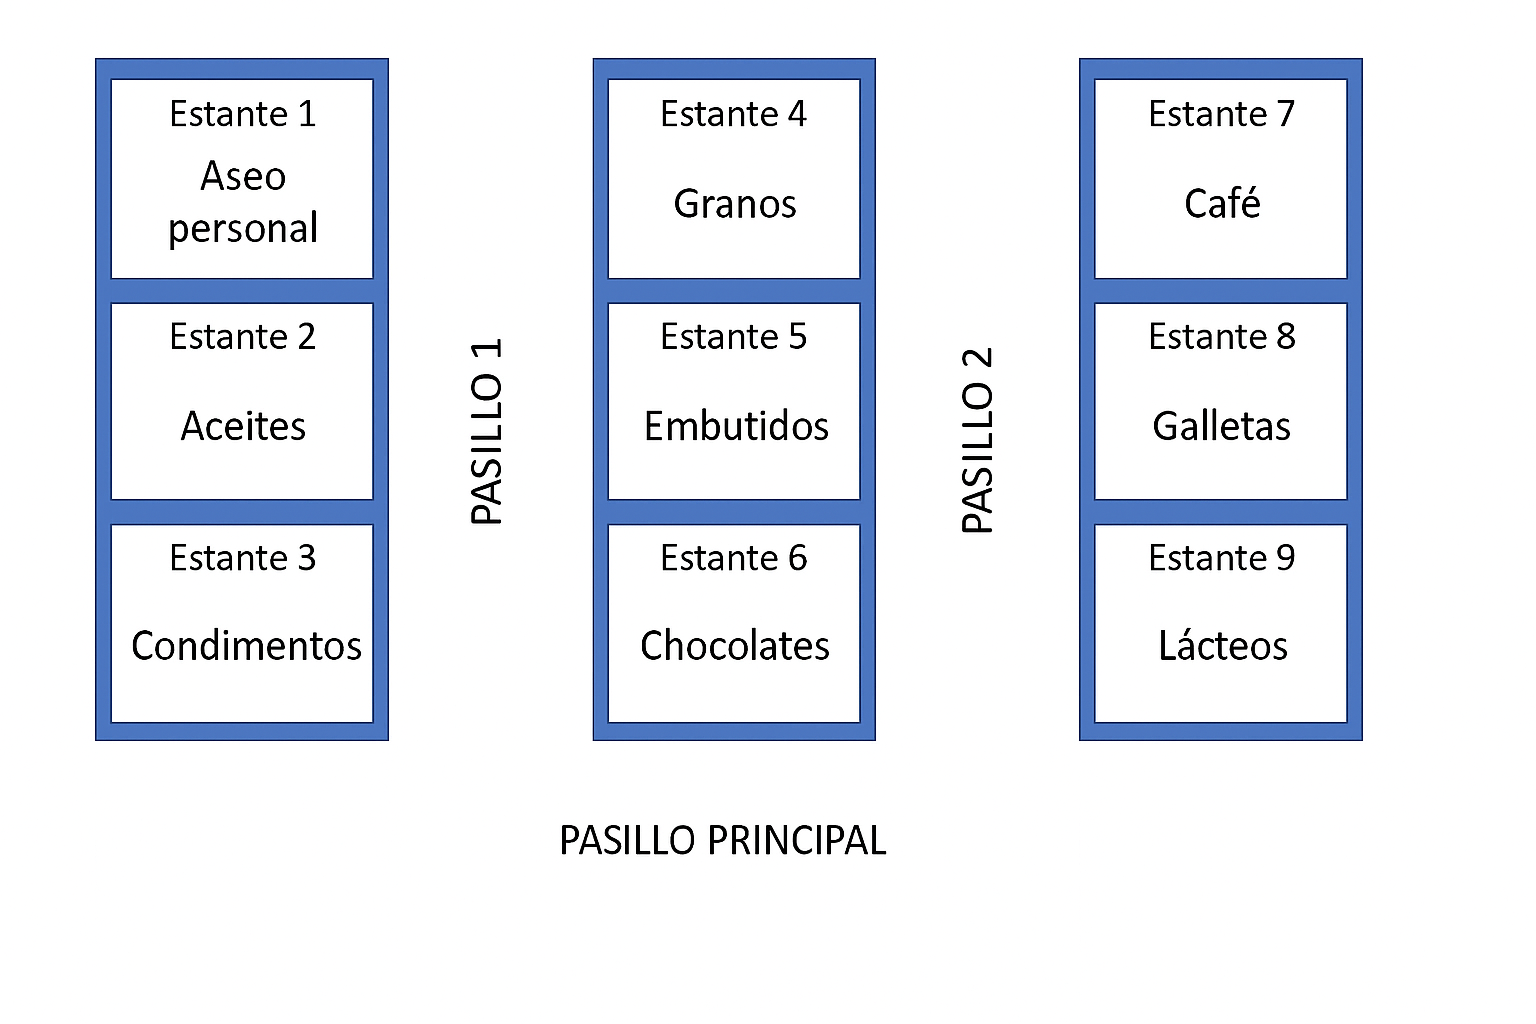 Estante 1
Aseo
personal
Estante 2
Aceites
Estante 3
Condimentos
PASILLO 1
Estante 4
Granos
Estante 5
Embutidos
Estante 6
Chocolates
PASILLO 2
Estante 7
Café
Estante 8
Galletas
Estante 9
Lácteos
PASILLO PRINCIPAL